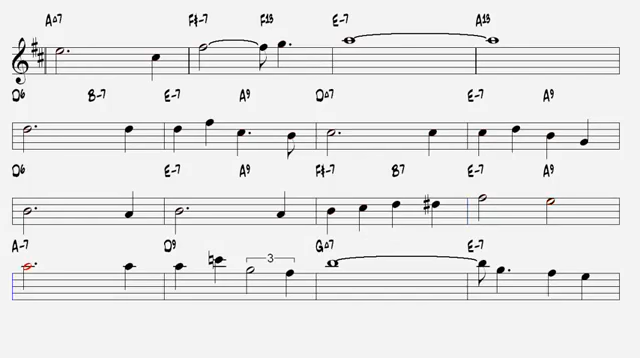 A△7 F#-7 F13 E-7 A13
D6 B-7 E-7 A9 D△7 E-7 A9
D6 E-7 A9 F#-7 B7 E-7 A9
A-7 D9 G△7 E-7
3